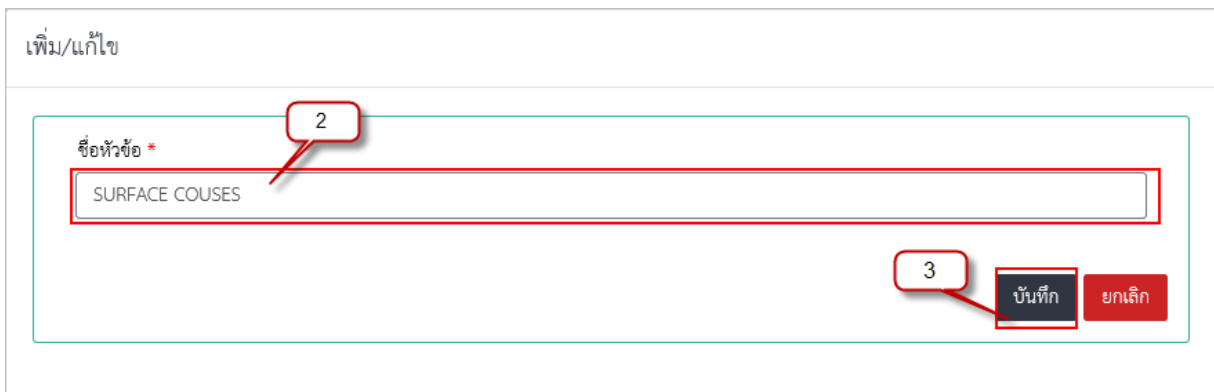 เพิ่ม/แก้ไข
2
ชื่อหัวข้อ *
SURFACE COUSES
3
บันทึก ยกเลิก